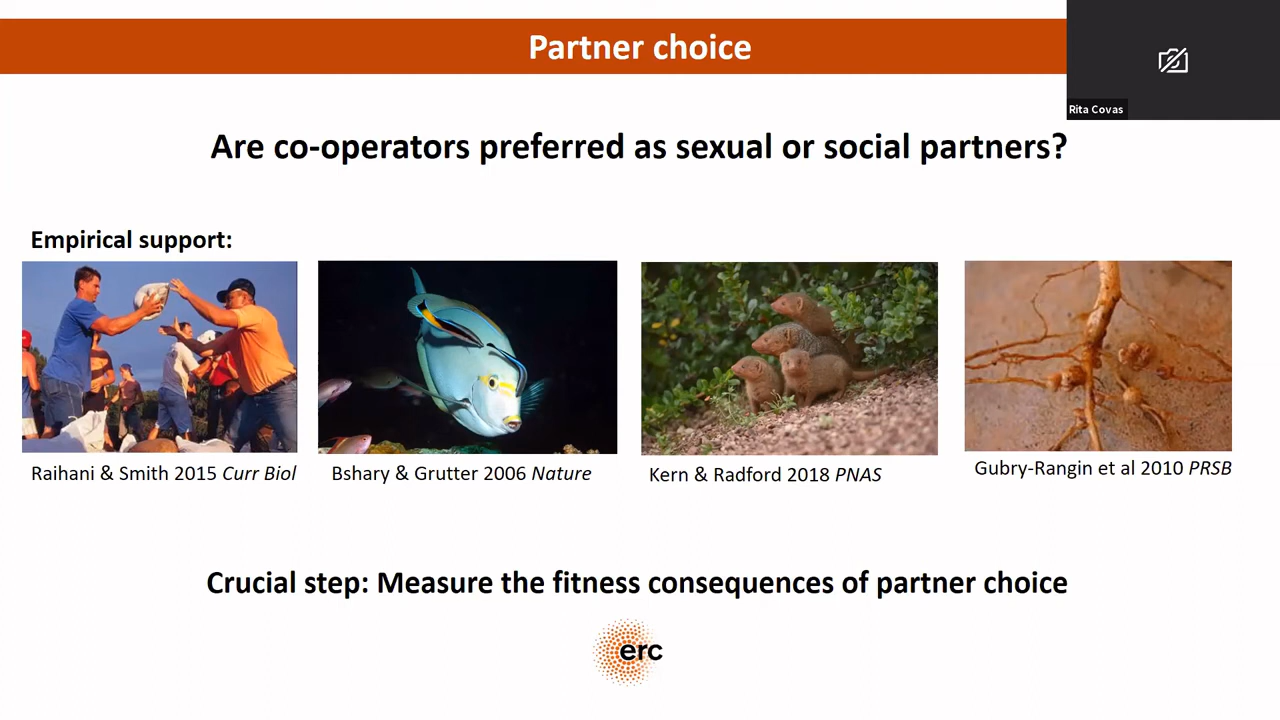 Partner choice
Rita Covas
Are co-operators preferred as sexual or social partners?
Empirical support:
Raihani & Smith 2015 Curr Biol
Bshary & Grutter 2006 Nature
Kern & Radford 2018 PNAS
Gubry-Rangin et al 2010 PRSB
Crucial step: Measure the fitness consequences of partner choice
erc